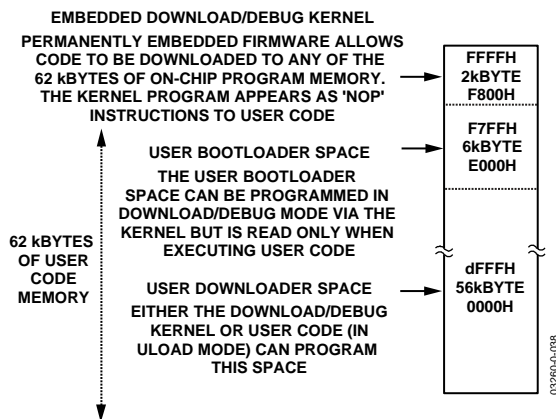 EMBEDDED DOWNLOAD/DEBUG KERNEL
PERMANENTLY EMBEDDED FIRMWARE ALLOWS
CODE TO BE DOWNLOADED TO ANY OF THE
62 kBYTES OF ON-CHIP PROGRAM MEMORY.
THE KERNEL PROGRAM APPEARS AS 'NOP'
INSTRUCTIONS TO USER CODE
FFFFH
2kBYTE
F800H
USER BOOTLOADER SPACE
THE USER BOOTLOADER
SPACE CAN BE PROGRAMMED IN
DOWNLOAD/DEBUG MODE VIA THE
KERNEL BUT IS READ ONLY WHEN
EXECUTING USER CODE
F7FFH
6kBYTE
E000H
62 kBYTES
OF USER
CODE
MEMORY
USER DOWNLOADER SPACE
EITHER THE DOWNLOAD/DEBUG
KERNEL OR USER CODE (IN
ULOAD MODE) CAN PROGRAM
THIS SPACE
dFFFH
56kBYTE
0000H
03260-0-038